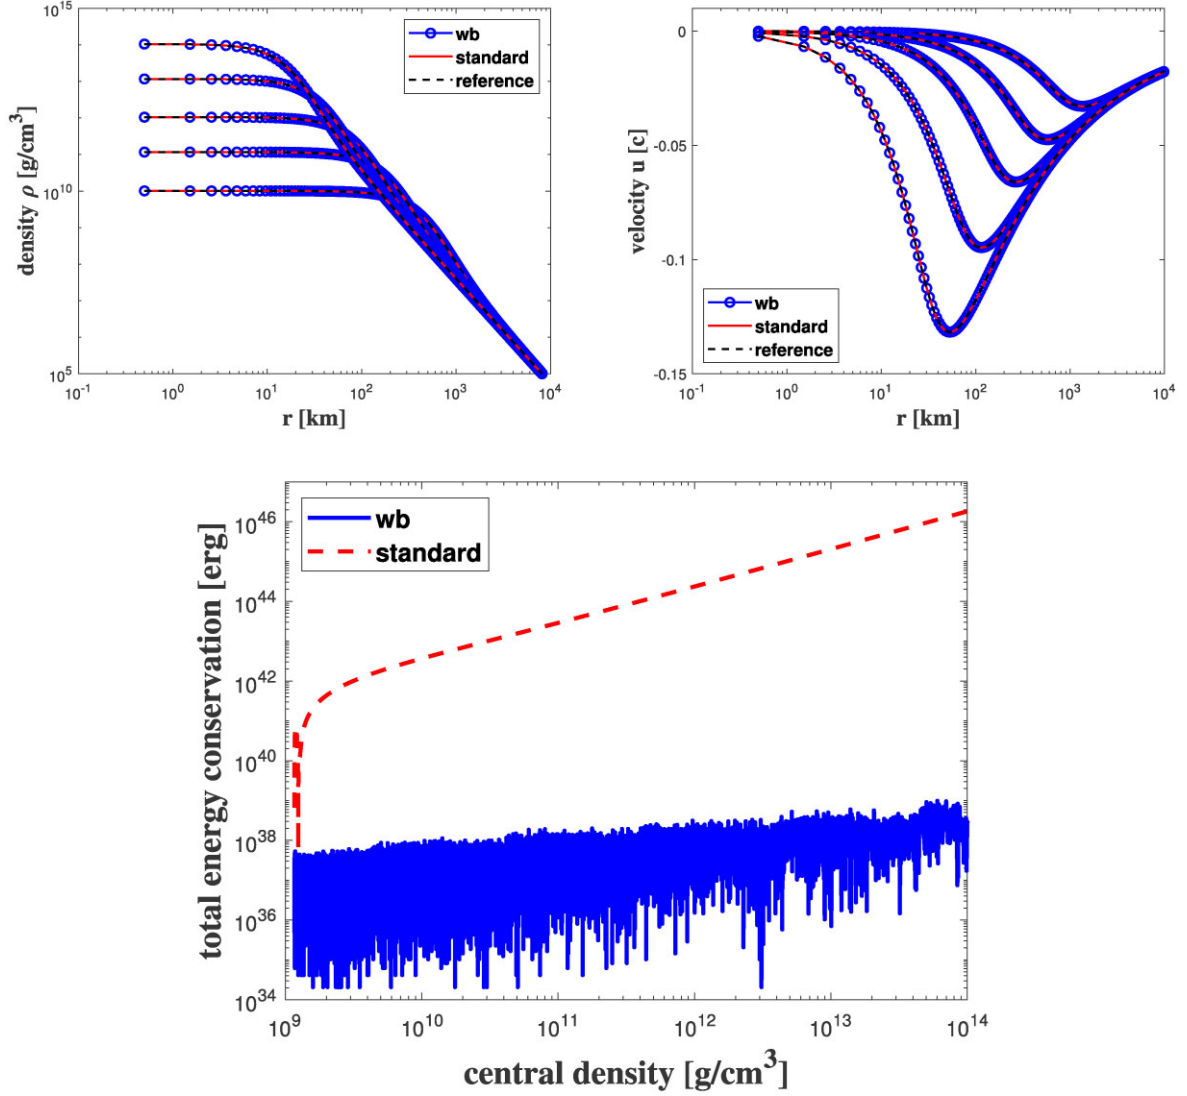 10^15
10^10
10^5
density ρ [g/cm^3]
wb
standard
reference
10^-1 10^0 10^1 10^2 10^3 10^4
r [km]
0
-0.05
-0.1
-0.15
velocity u [c]
wb
standard
reference
10^-1 10^0 10^1 10^2 10^3 10^4
r [km]
10^46
10^44
10^42
10^40
10^38
10^36
10^34
total energy conservation [erg]
wb
standard
10^9 10^10 10^11 10^12 10^13 10^14
central density [g/cm^3]